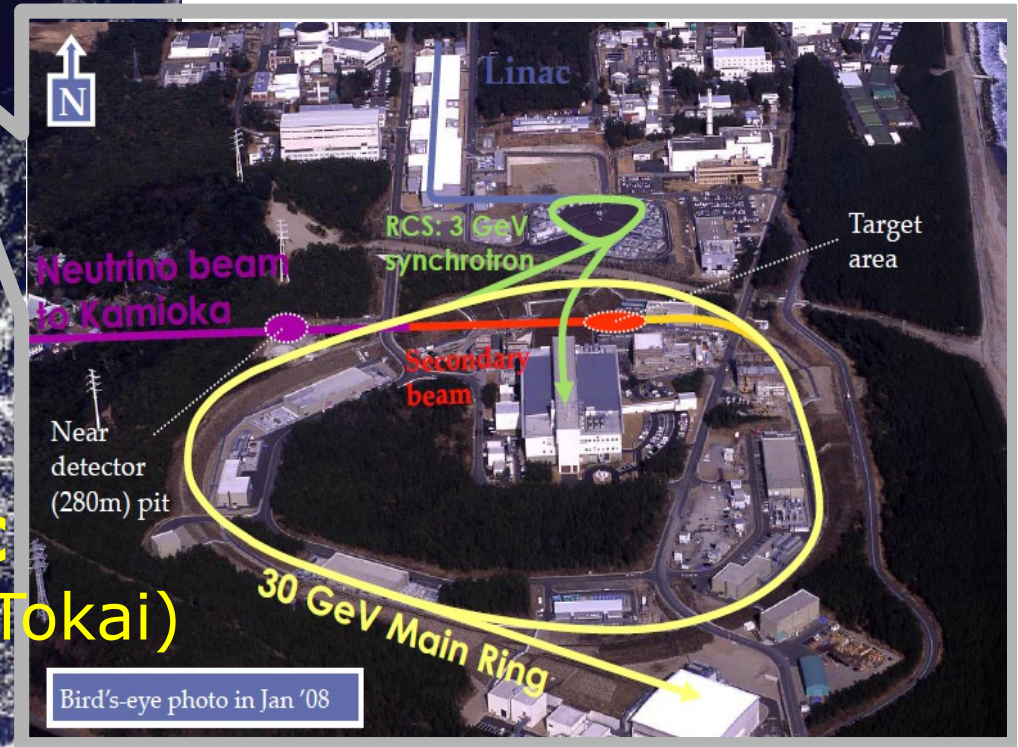 N
Linac
RCS: 3 GeV
synchrotron
Target
area
Neutrino beam
to Kamioka
Secondary
beam
Near
detector
(280m) pit
Tokai)
30 GeV Main Ring
Bird's-eye photo in Jan '08